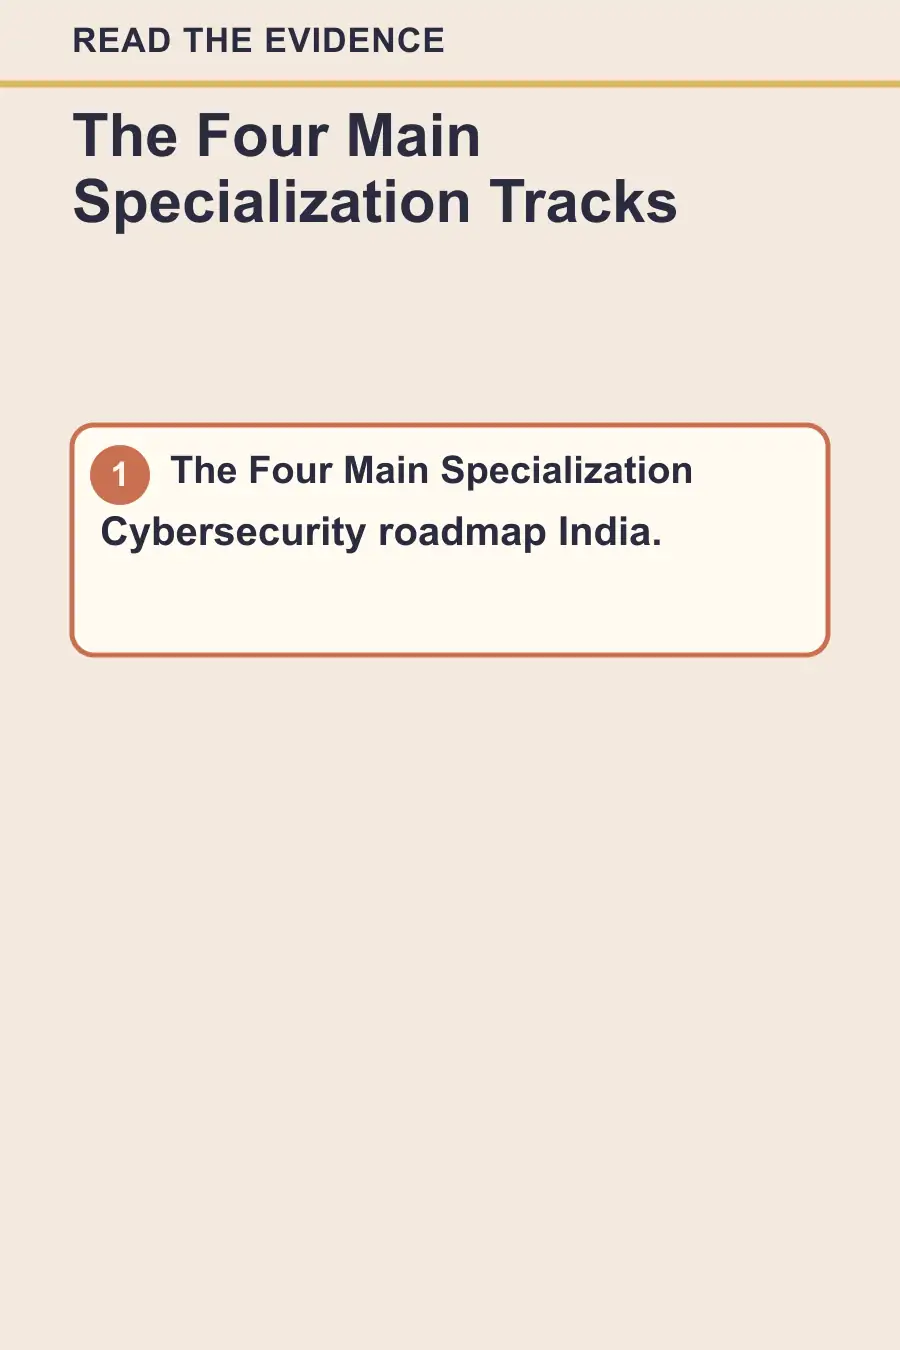 READ THE EVIDENCE
The Four Main
Specialization Tracks
1 The Four Main Specialization
Cybersecurity roadmap India.